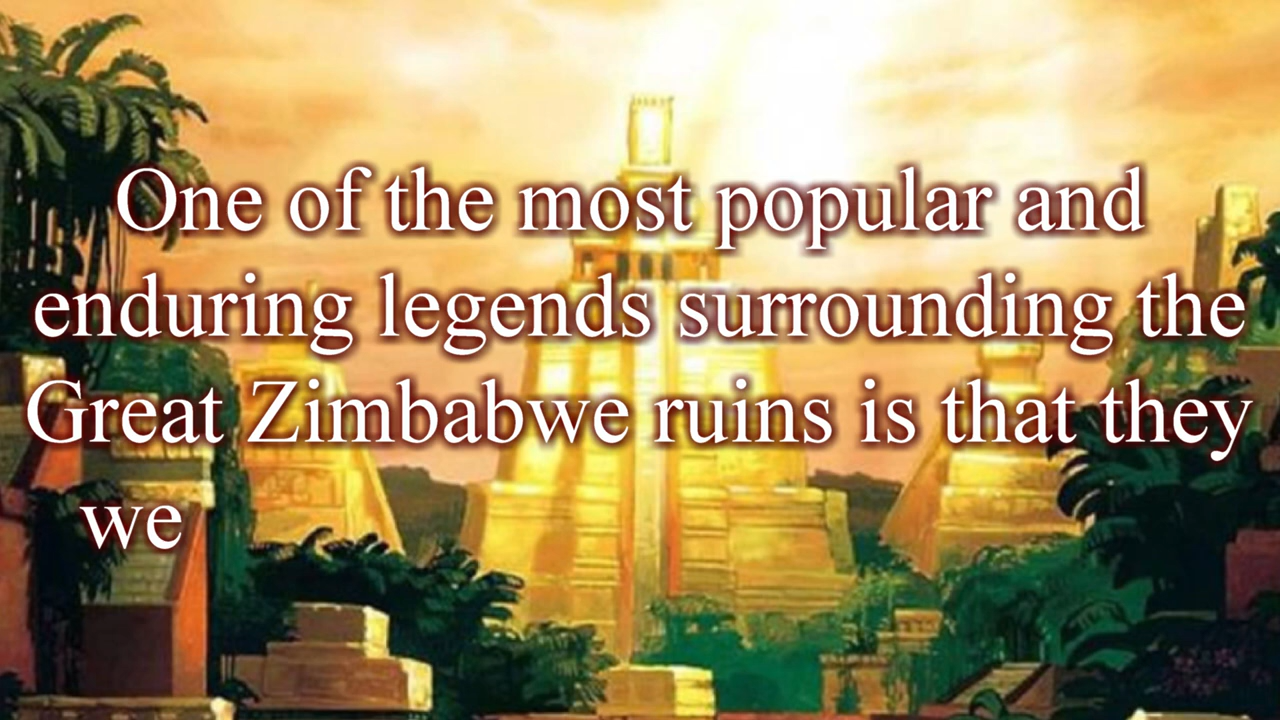 One of the most popular and
enduring legends surrounding the
Great Zimbabwe ruins is that they
we